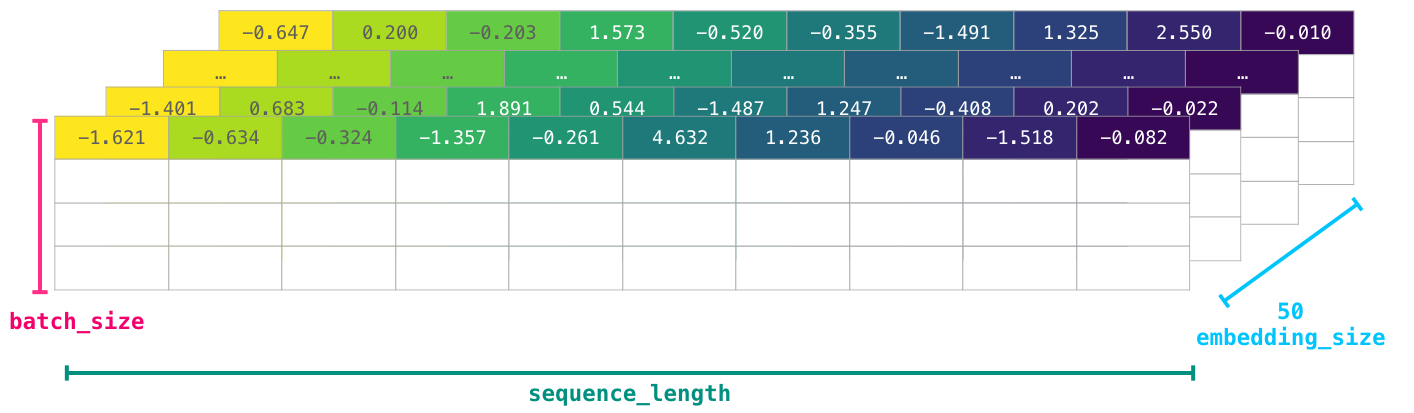 −0.647 0.200 −0.203 1.573 −0.520 −0.355 −1.491 1.325 2.550 −0.010
… … … … … … … … … …
−1.401 0.683 −0.114 1.891 0.544 −1.487 1.247 −0.408 0.202 −0.022
−1.621 −0.634 −0.324 −1.357 −0.261 4.632 1.236 −0.046 −1.518 −0.082
batch_size
50
embedding_size
sequence_length